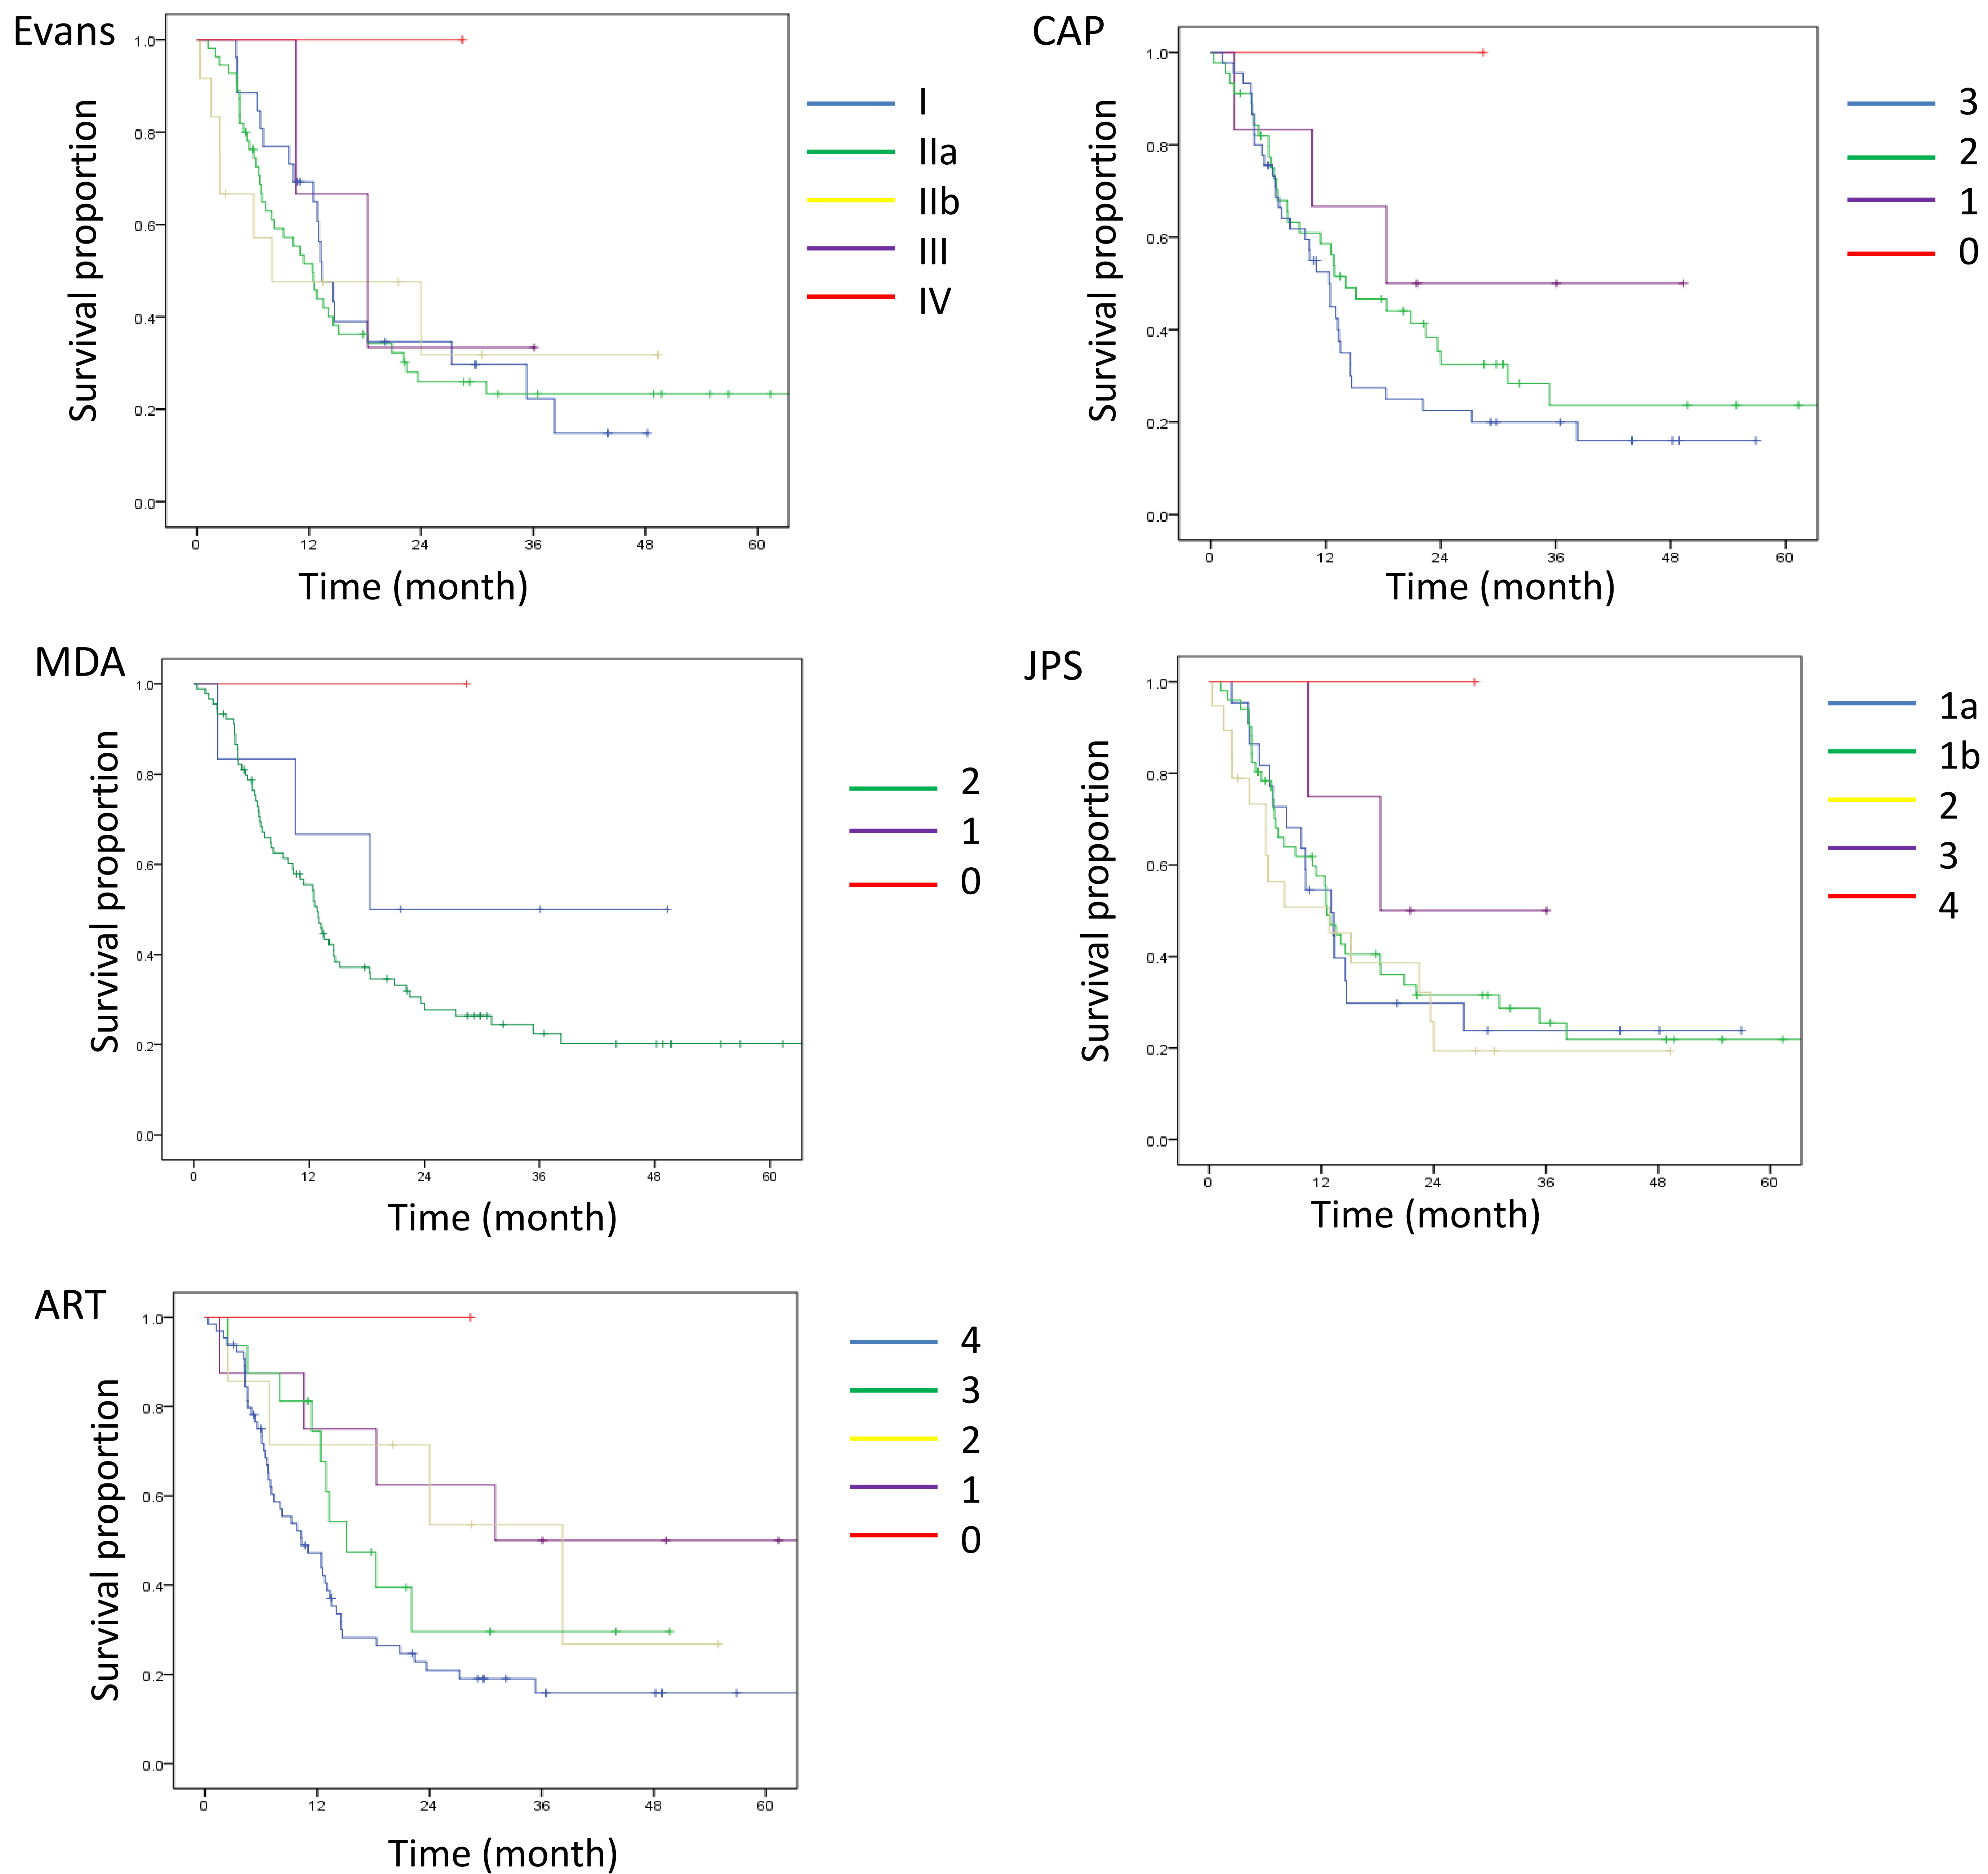 Evans
Survival proportion
1.0
0.8
0.6
0.4
0.2
0.0
0 12 24 36 48 60
Time (month)
I
IIa
IIb
III
IV
CAP
Survival proportion
1.0
0.8
0.6
0.4
0.2
0.0
0 12 24 36 48 60
Time (month)
3
2
1
0
MDA
Survival proportion
1.0
0.8
0.6
0.4
0.2
0.0
0 12 24 36 48 60
Time (month)
2
1
0
JPS
Survival proportion
1.0
0.8
0.6
0.4
0.2
0.0
0 12 24 36 48 60
Time (month)
1a
1b
2
3
4
ART
Survival proportion
1.0
0.8
0.6
0.4
0.2
0.0
0 12 24 36 48 60
Time (month)
4
3
2
1
0